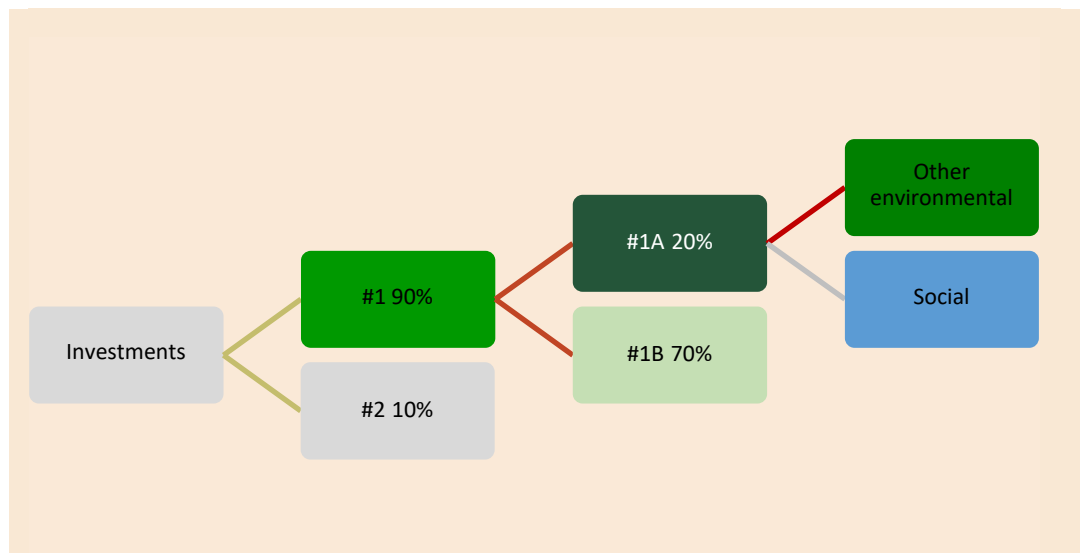 Investments
#1 90%
#2 10%
#1A 20%
#1B 70%
Other
environmental
Social